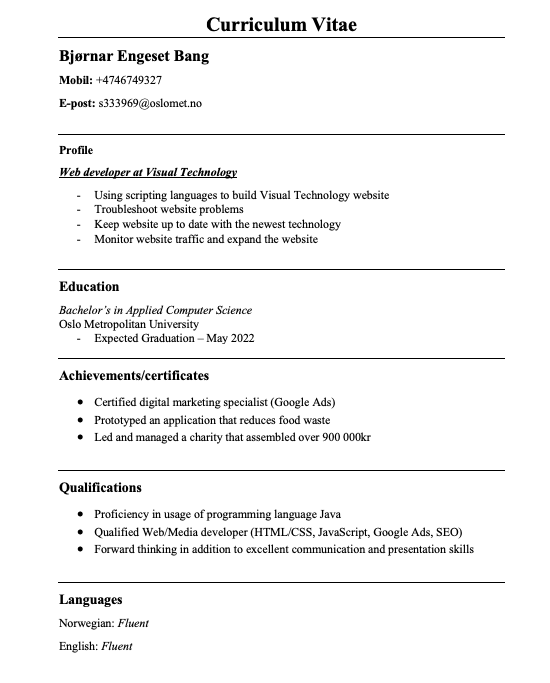 Curriculum Vitae
Bjørnar Engeset Bang
Mobil: +4746749327
E-post: s333969@oslomet.no
Profile
Web developer at Visual Technology
- Using scripting languages to build Visual Technology website
- Troubleshoot website problems
- Keep website up to date with the newest technology
- Monitor website traffic and expand the website
Education
Bachelor's in Applied Computer Science
Oslo Metropolitan University
- Expected Graduation – May 2022
Achievements/certificates
• Certified digital marketing specialist (Google Ads)
• Prototyped an application that reduces food waste
• Led and managed a charity that assembled over 900 000kr
Qualifications
• Proficiency in usage of programming language Java
• Qualified Web/Media developer (HTML/CSS, JavaScript, Google Ads, SEO)
• Forward thinking in addition to excellent communication and presentation skills
Languages
Norwegian: Fluent
English: Fluent